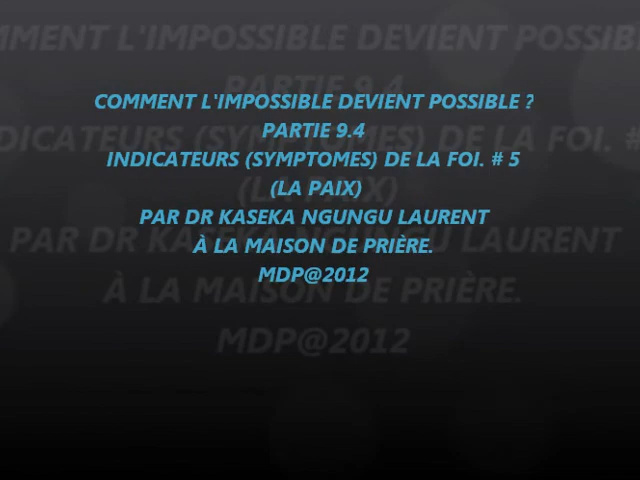 COMMENT L'IMPOSSIBLE DEVIENT POSSIBLE ?
PARTIE 9.4
INDICATEURS (SYMPTOMES) DE LA FOI. # 5
(LA PAIX)
PAR DR KASEKA NGUNGU LAURENT
À LA MAISON DE PRIÈRE.
MDP@2012